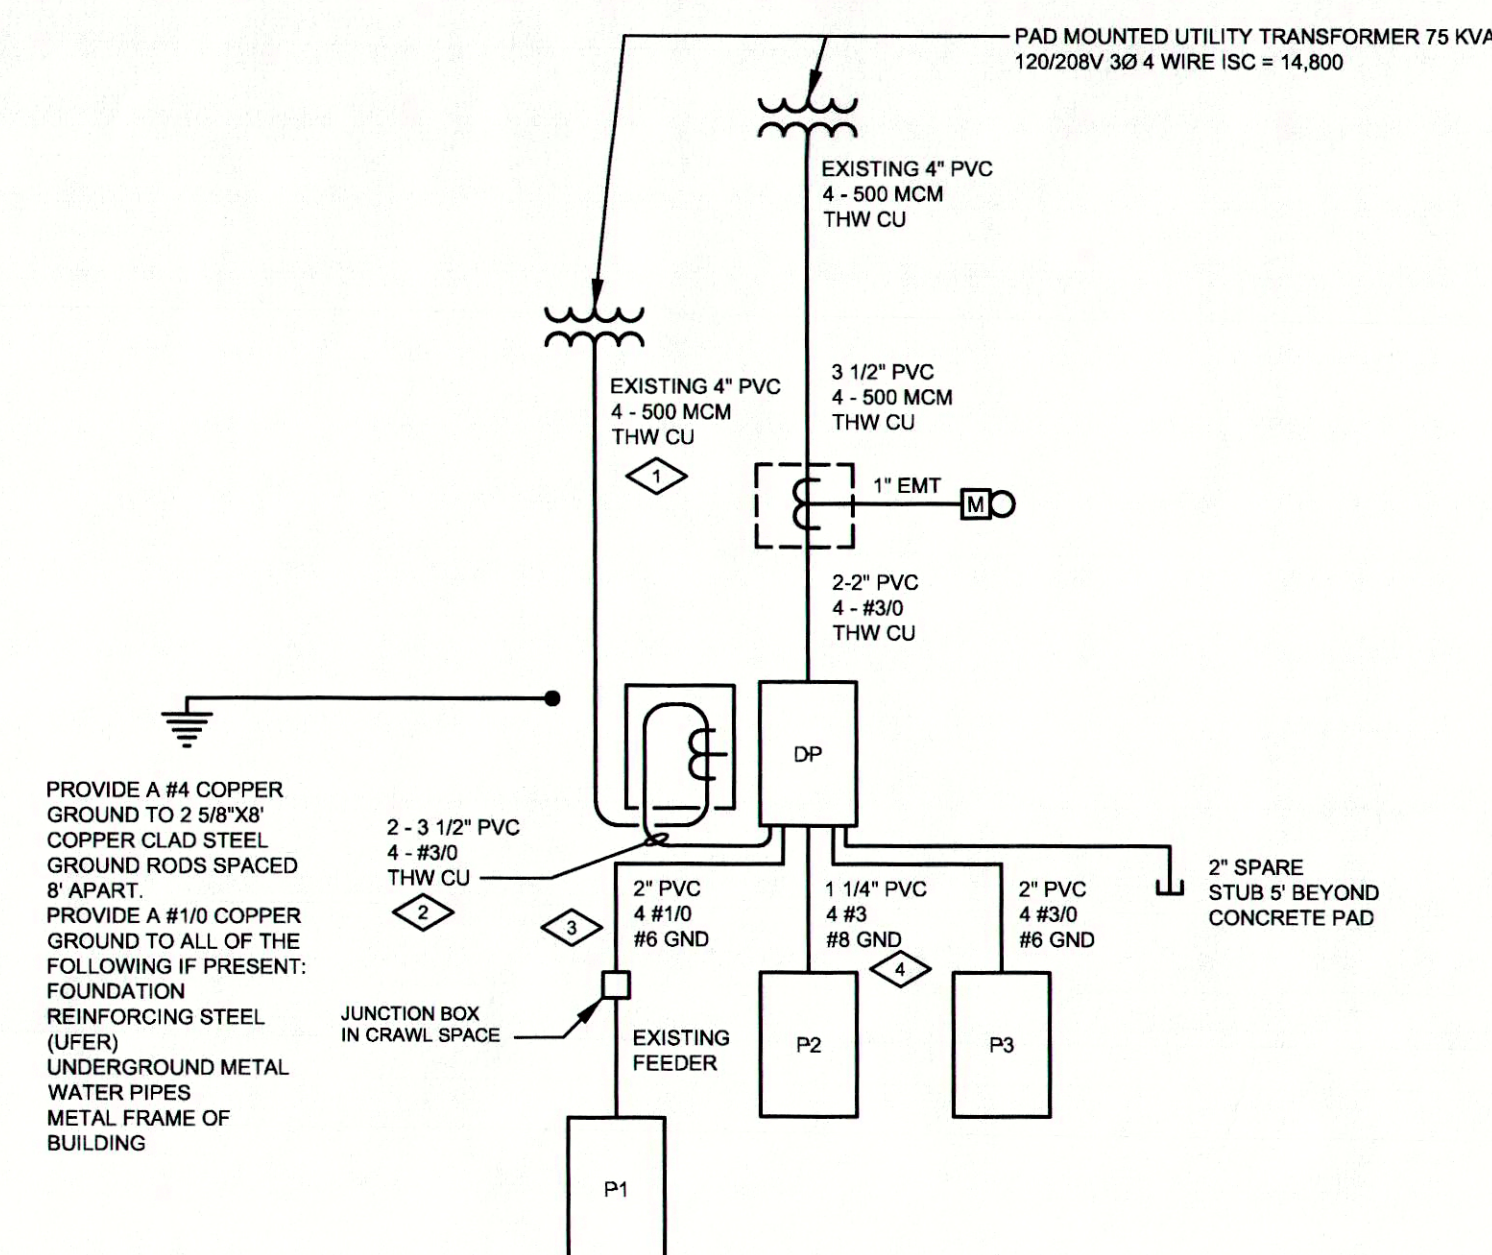 PAD MOUNTED UTILITY TRANSFORMER 75 KVA
120/208V 3Ø 4 WIRE ISC = 14,800
EXISTING 4" PVC
4 - 500 MCM
THW CU
EXISTING 4" PVC
4 - 500 MCM
THW CU
1
3 1/2" PVC
4 - 500 MCM
THW CU
1" EMT
M
2-2" PVC
4 - #3/0
THW CU
DP
PROVIDE A #4 COPPER
GROUND TO 2 5/8"X8'
COPPER CLAD STEEL
GROUND RODS SPACED
8' APART.
PROVIDE A #1/0 COPPER
GROUND TO ALL OF THE
FOLLOWING IF PRESENT:
FOUNDATION
REINFORCING STEEL
(UFER)
UNDERGROUND METAL
WATER PIPES
METAL FRAME OF
BUILDING
2 - 3 1/2" PVC
4 - #3/0
THW CU
2
3
2" PVC
4 #1/0
#6 GND
1 1/4" PVC
4 #3
#8 GND
4
2" PVC
4 #3/0
#6 GND
2" SPARE
STUB 5' BEYOND
CONCRETE PAD
JUNCTION BOX
IN CRAWL SPACE
EXISTING
FEEDER
P2
P3
P1